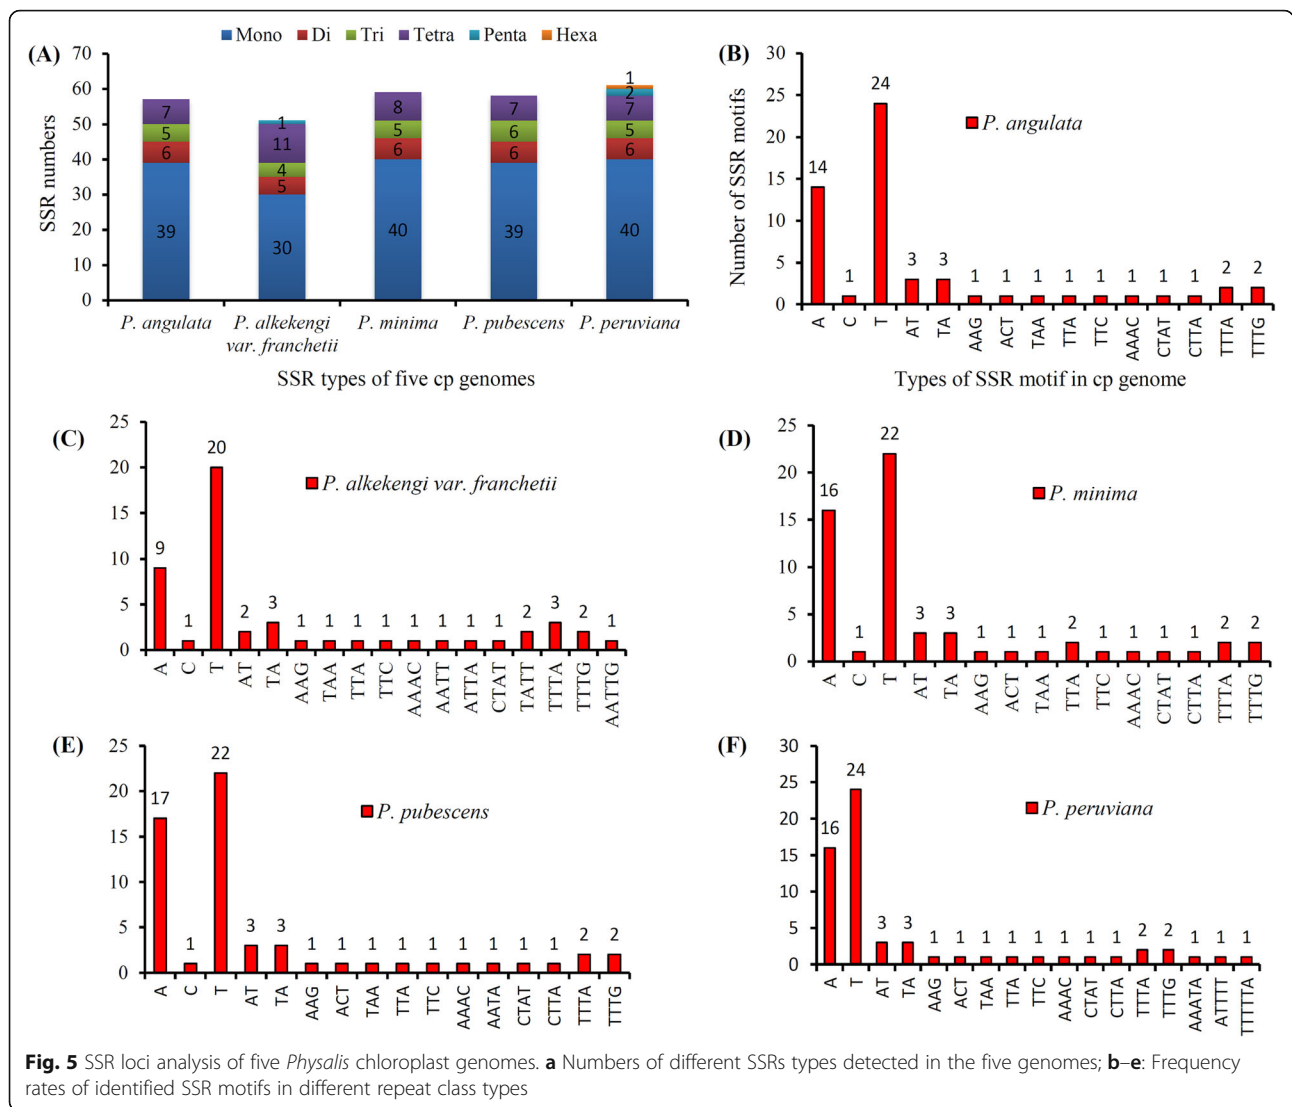 (A)
Mono Di Tri Tetra Penta Hexa
SSR numbers
70
60
50
40
30
20
10
0
7
5
6
39
1
11
4
5
30
8
5
6
40
7
6
6
39
1
2
7
5
6
40
P. angulata P. alkekengi var. franchetii P. minima P. pubescens P. peruviana
SSR types of five cp genomes
(B)
Number of SSR motifs
30
25
20
15
10
5
0
P. angulata
14 1 24 3 3 1 1 1 1 1 1 1 1 2 2
A C T AT TA AAG ACT TAA TTA TTC AAAC CTAT CTTA TTTA TTTG
Types of SSR motif in cp genome
(C)
25
20
15
10
5
0
P. alkekengi var. franchetii
9 1 20 2 3 1 1 1 1 1 1 1 1 2 3 2 1
A C T AT TA AAG TAA TTA TTC AAAC AATT ATTA CTAT TATT TTTA TTTG AATTG
(D)
25
20
15
10
5
0
P. minima
16 1 22 3 3 1 1 1 2 1 1 1 1 2 2
A C T AT TA AAG ACT TAA TTA TTC AAAC CTAT CTTA TTTA TTTG
(E)
25
20
15
10
5
0
P. pubescens
17 1 22 3 3 1 1 1 1 1 1 1 1 1 2 2
A C T AT TA AAG ACT TAA TTA TTC AAAC AATA CTAT CTTA TTTA TTTG
(F)
30
25
20
15
10
5
0
P. peruviana
16 24 3 3 1 1 1 1 1 1 1 1 2 2 1 1 1
A T AT TA AAG ACT TAA TTA TTC AAAC CTAT CTTA TTTA TTTG AAATA ATTTT TTTTTA
Fig. 5 SSR loci analysis of five Physalis chloroplast genomes. a Numbers of different SSRs types detected in the five genomes; b–e: Frequency
rates of identified SSR motifs in different repeat class types